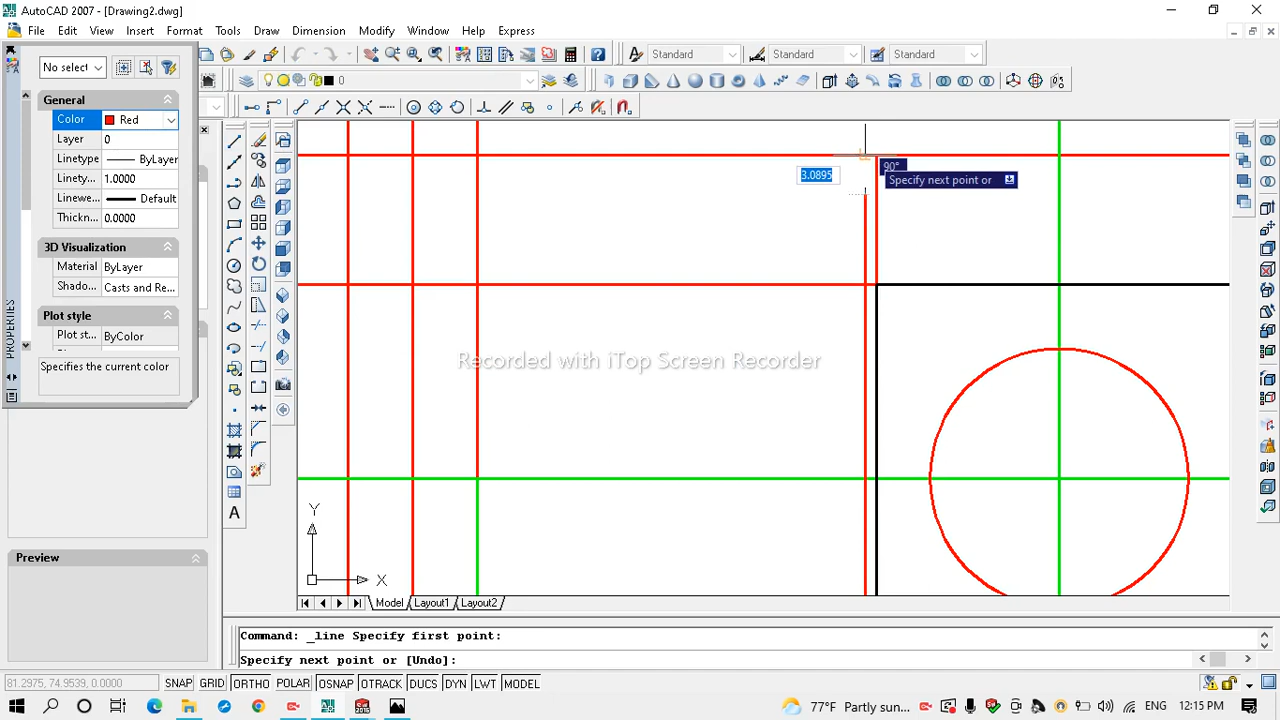 AutoCAD 2007 - [Drawing2.dwg]
File Edit View Insert Format Tools Draw Dimension Modify Window Help Express
Standard Standard Standard
No select
0
General
Color Red
Layer 0
Linetype ByLayer
Linety... 1.0000
Linewe... Default
Thickn... 0.0000
3D Visualization
Material ByLayer
Shado... Casts and Re...
Plot style
Plot st... ByColor
Specifies the current color
PROPERTIES
Preview
3.0895
90°
Specify next point or
Recorded with iTop Screen Recorder
Y
X
A
Model Layout1 Layout2
Command: _line Specify first point:
Specify next point or [Undo]:
81.2975, 74.9539, 0.0000 SNAP GRID ORTHO POLAR OSNAP OTRACK DUCS DYN LWT MODEL
77°F Partly sun... 12:15 PM